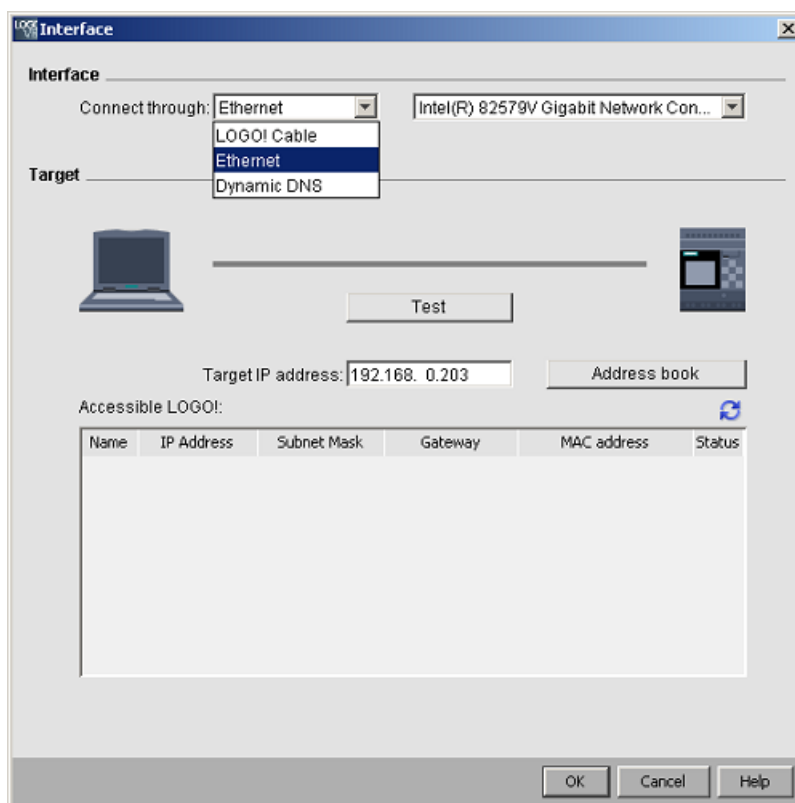 Interface
Interface
Connect through: Ethernet Intel(R) 82579V Gigabit Network Con...
LOGO! Cable
Ethernet
Dynamic DNS
Target
Test
Target IP address: 192.168. 0.203 Address book
Accessible LOGO!:
Name IP Address Subnet Mask Gateway MAC address Status
OK Cancel Help